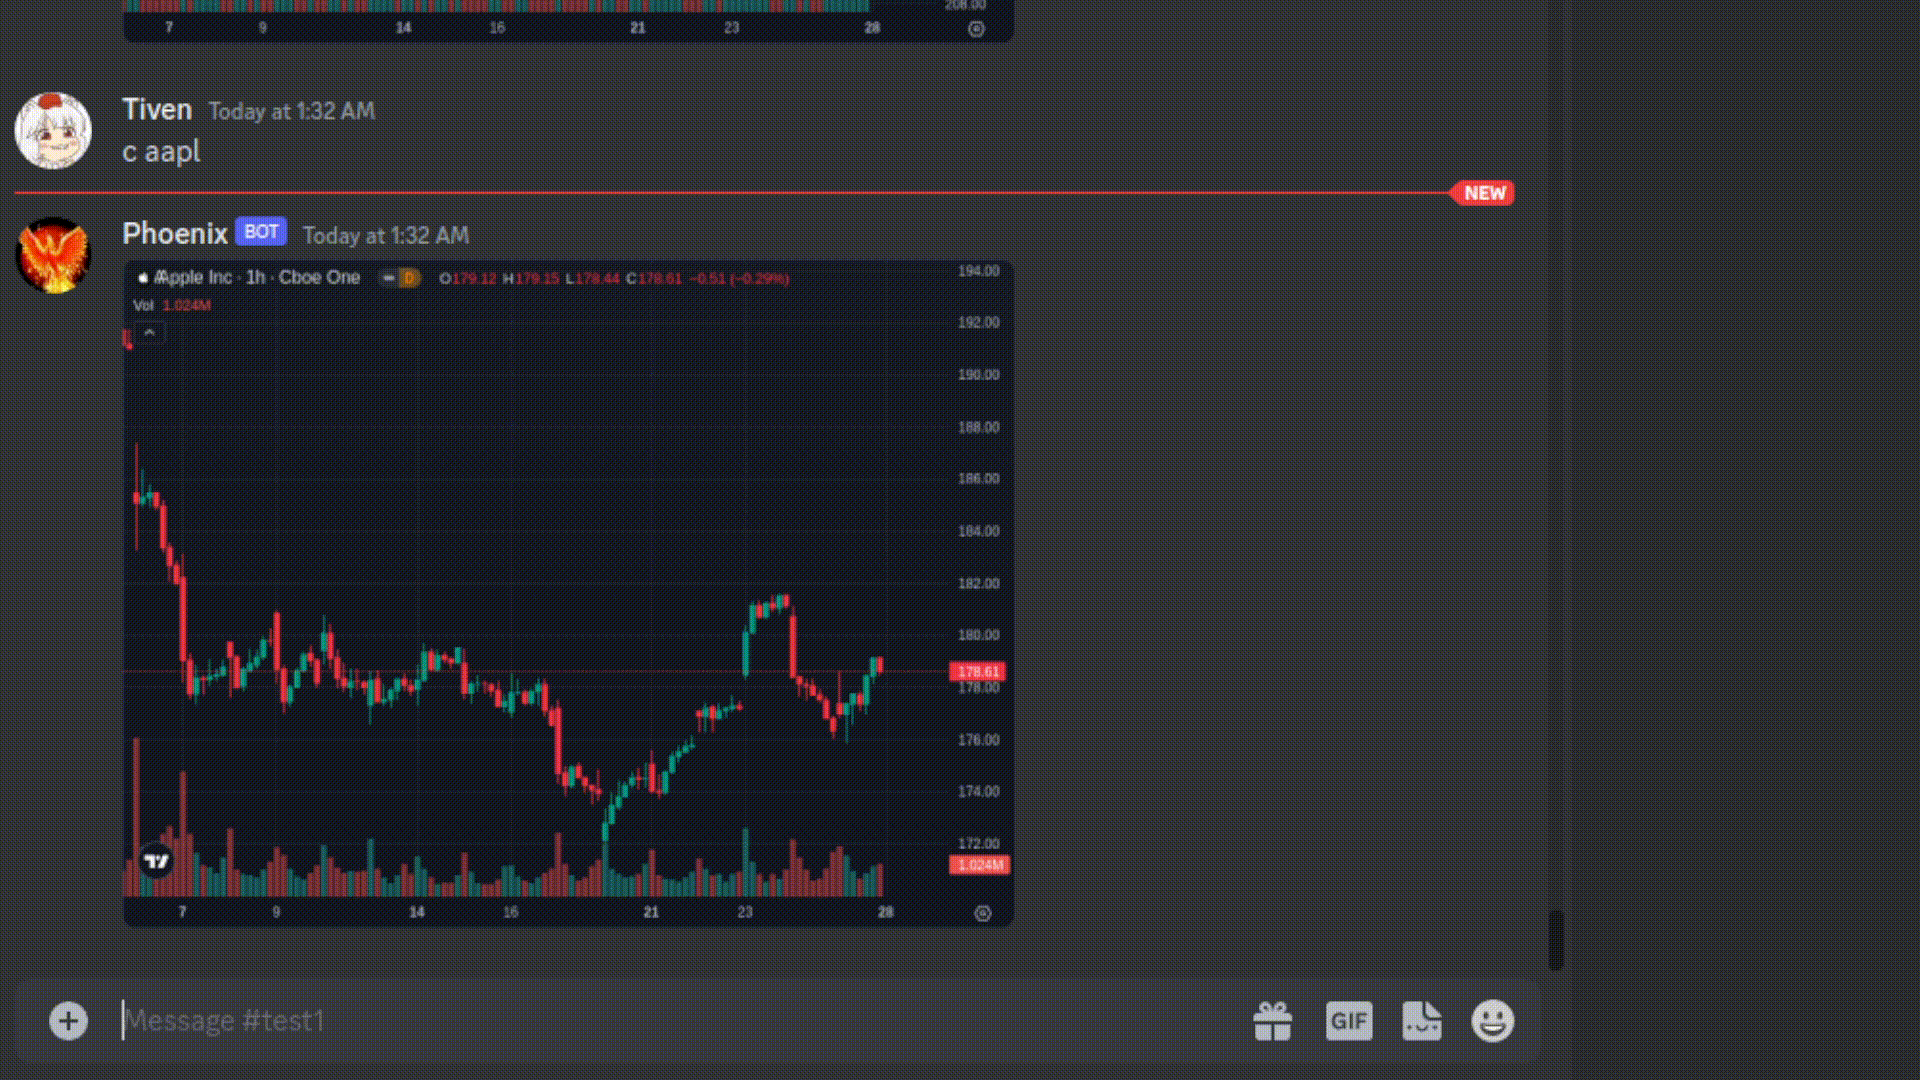 208.00
7 9 14 16 21 23 28
Tiven Today at 1:32 AM
c aapl
NEW
Phoenix BOT Today at 1:32 AM
Apple Inc · 1h · Cboe One D O179.12 H179.15 L178.44 C178.61 −0.51 (−0.29%)
Vol 1.024M
194.00
192.00
190.00
188.00
186.00
184.00
182.00
180.00
178.61
178.00
176.00
174.00
172.00
1.024M
7 9 14 16 21 23 28
Message #test1
GIF